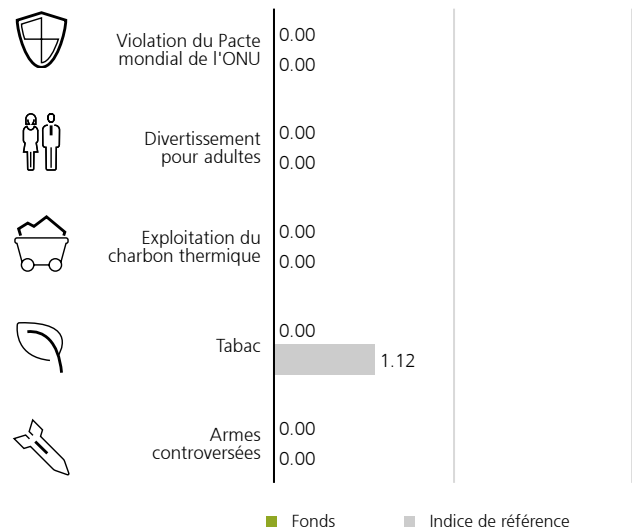 Violation du Pacte
mondial de l'ONU
0.00
0.00
Divertissement
pour adultes
0.00
0.00
Exploitation du
charbon thermique
0.00
0.00
Tabac
0.00
1.12
Armes
controversées
0.00
0.00
Fonds
Indice de référence